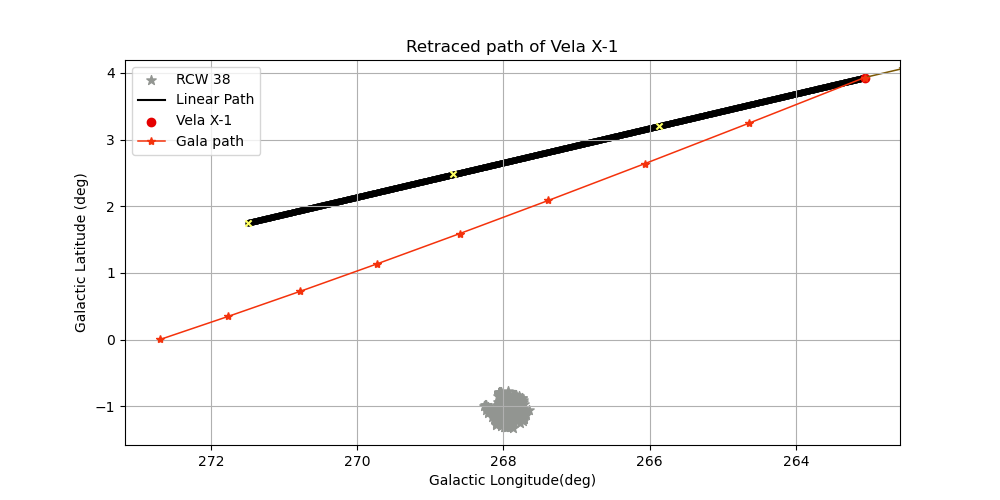 Retraced path of Vela X-1
RCW 38
Linear Path
Vela X-1
Gala path
Galactic Latitude (deg)
4
3
2
1
0
−1
272
270
268
266
264
Galactic Longitude(deg)